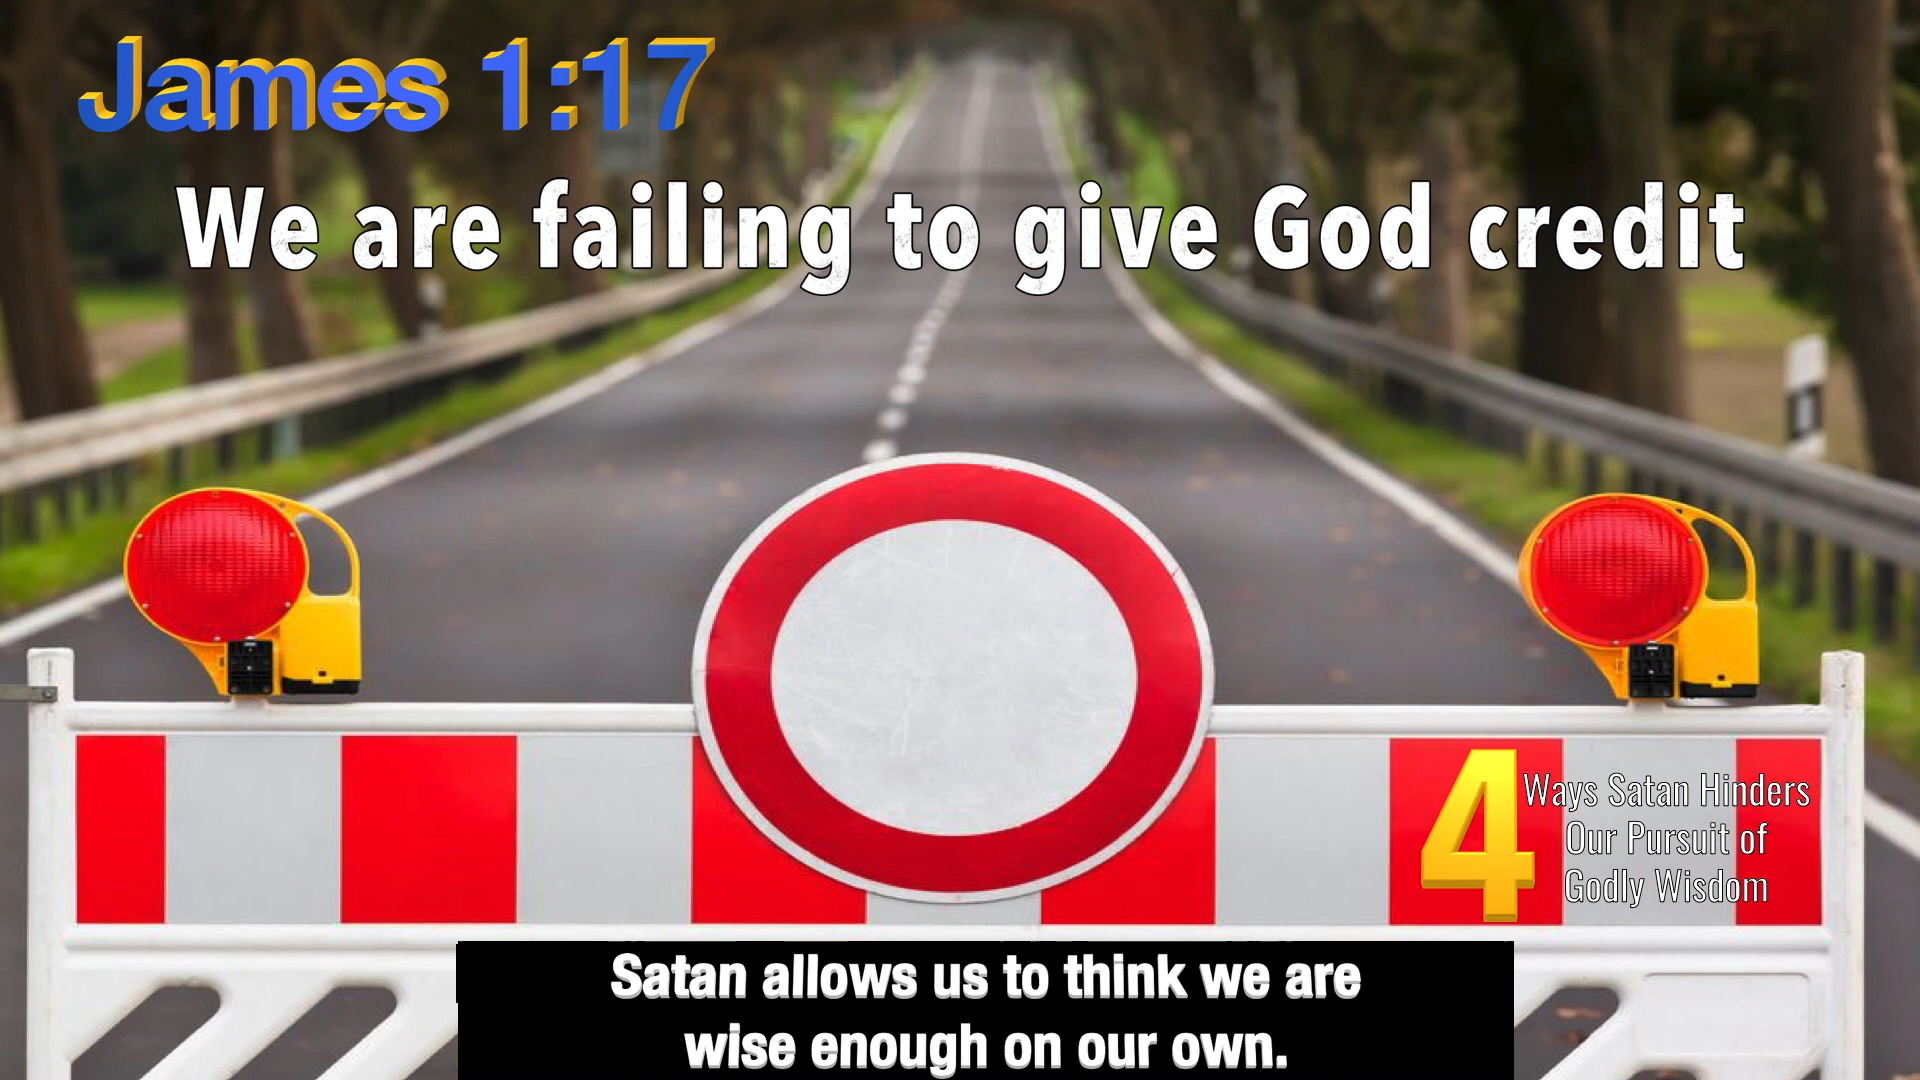 James 1:17
We are failing to give God credit
4
Ways Satan Hinders
Our Pursuit of
Godly Wisdom
Satan allows us to think we are
wise enough on our own.